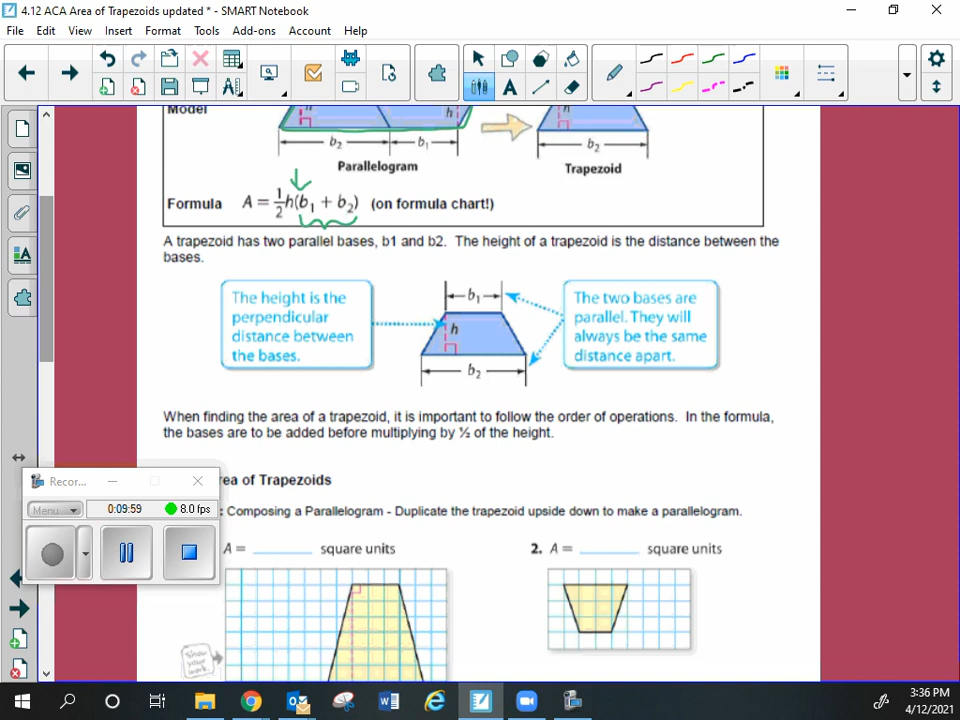 4.12 ACA Area of Trapezoids updated * - SMART Notebook
File Edit View Insert Format Tools Add-ons Account Help
Model
h h h
b2 b1 b2
Parallelogram Trapezoid
Formula A = 1/2 h(b1 + b2) (on formula chart!)
A trapezoid has two parallel bases, b1 and b2. The height of a trapezoid is the distance between the
bases.
The height is the
perpendicular
distance between
the bases.
b1
h
b2
The two bases are
parallel. They will
always be the same
distance apart.
When finding the area of a trapezoid, it is important to follow the order of operations. In the formula,
the bases are to be added before multiplying by ½ of the height.
rea of Trapezoids
: Composing a Parallelogram - Duplicate the trapezoid upside down to make a parallelogram.
A = ________ square units
2. A = ________ square units
Show
your
work.
Recor...
Menu 0:09:59 8.0 fps
3:36 PM
4/12/2021